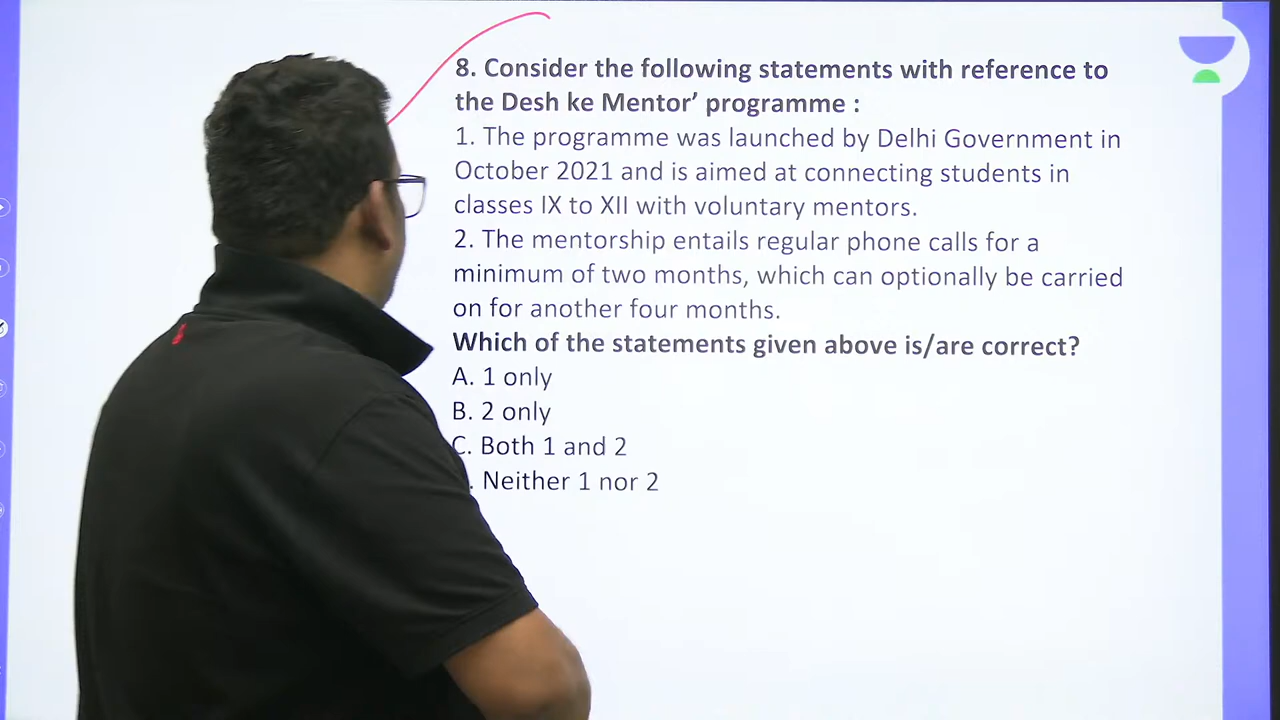 8. Consider the following statements with reference to
the Desh ke Mentor’ programme :
1. The programme was launched by Delhi Government in
October 2021 and is aimed at connecting students in
classes IX to XII with voluntary mentors.
2. The mentorship entails regular phone calls for a
minimum of two months, which can optionally be carried
on for another four months.
Which of the statements given above is/are correct?
A. 1 only
B. 2 only
C. Both 1 and 2
. Neither 1 nor 2